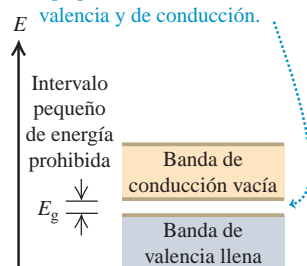 valencia y de conducción.
E
Intervalo
pequeño
de energía
prohibida
Banda de
conducción vacía
E_g
Banda de
valencia llena